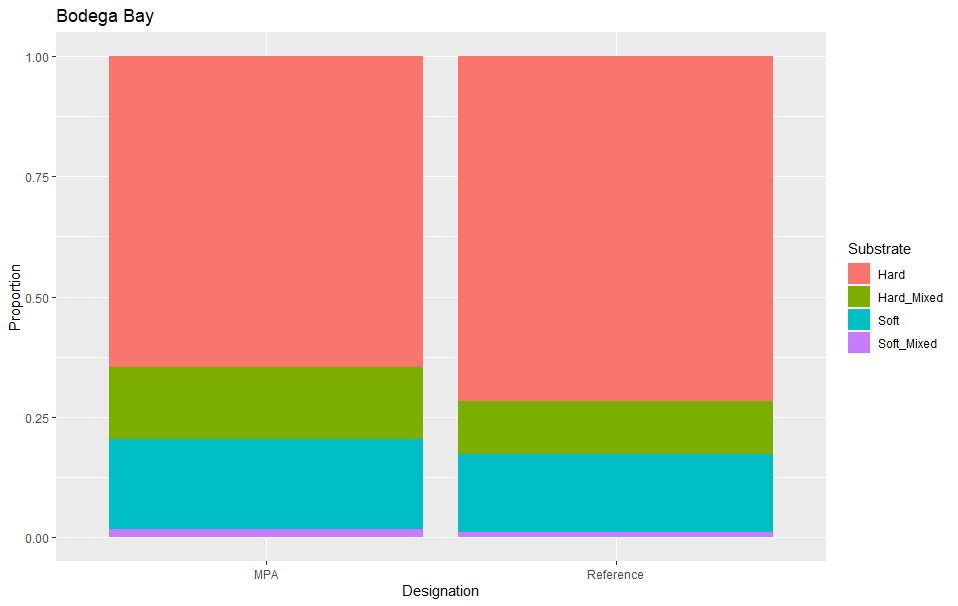 Bodega Bay
1.00
0.75
0.50
0.25
0.00
Proportion
MPA
Reference
Designation
Substrate
Hard
Hard_Mixed
Soft
Soft_Mixed